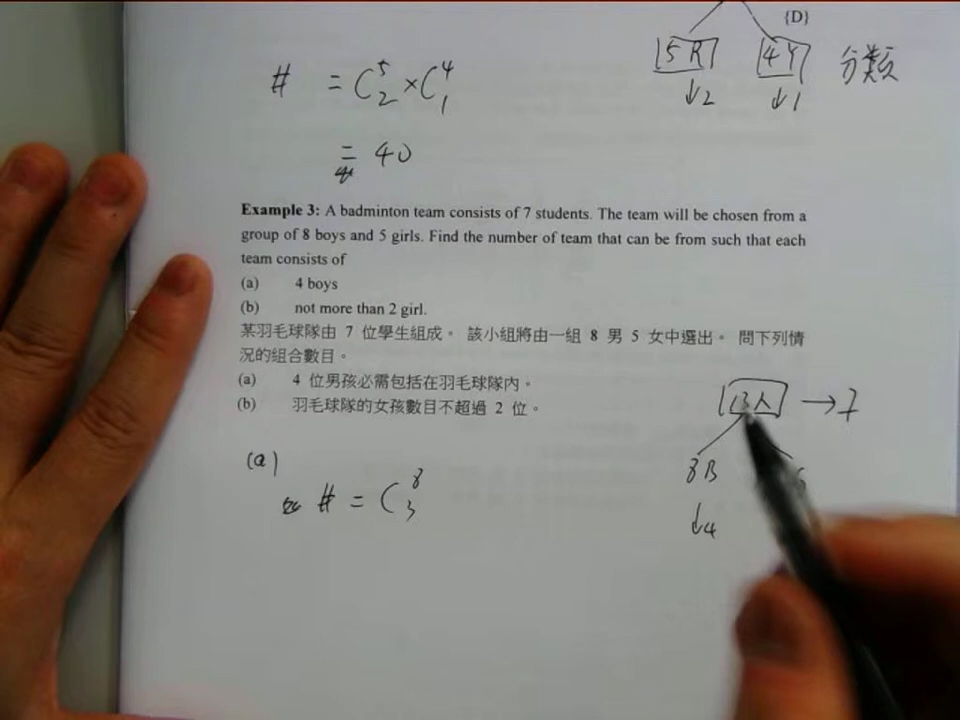 {D}
5 R 4 Y 分類
↓2 ↓1
# = C⁵₂ × C⁴₁
= 40
Example 3: A badminton team consists of 7 students. The team will be chosen from a
group of 8 boys and 5 girls. Find the number of team that can be from such that each
team consists of
(a) 4 boys
(b) not more than 2 girl.
某羽毛球隊由 7 位學生組成。 該小組將由一組 8 男 5 女中選出。 問下列情
況的組合數目。
(a) 4 位男孩必需包括在羽毛球隊內。
(b) 羽毛球隊的女孩數目不超過 2 位。
13人 → 7
(a)
8B
# = C⁸₃
↓4